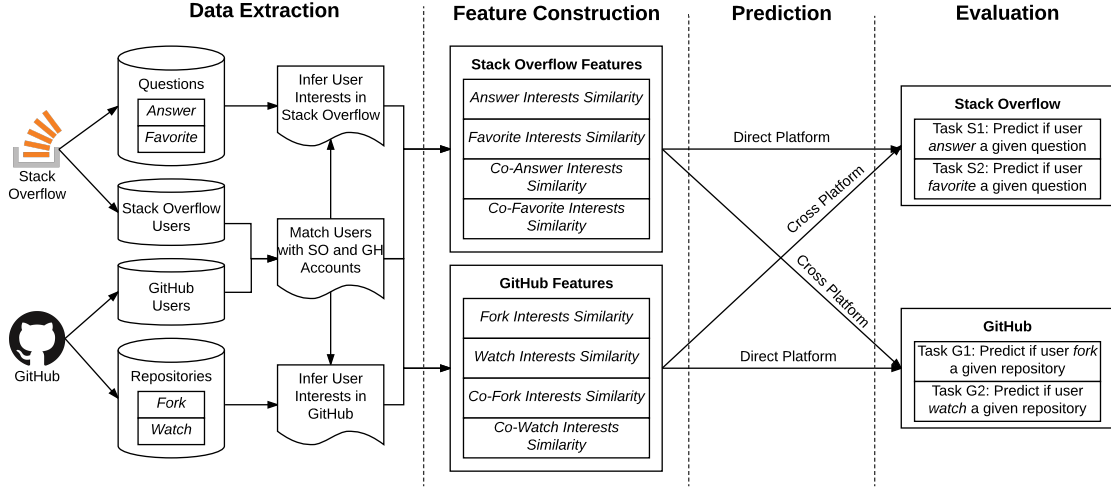 Data Extraction
Feature Construction
Prediction
Evaluation
Stack
Overflow
GitHub
Questions
Answer
Favorite
Stack Overflow
Users
GitHub
Users
Repositories
Fork
Watch
Infer User
Interests in
Stack Overflow
Match Users
with SO and GH
Accounts
Infer User
Interests in
GitHub
Stack Overflow Features
Answer Interests Similarity
Favorite Interests Similarity
Co-Answer Interests
Similarity
Co-Favorite Interests
Similarity
GitHub Features
Fork Interests Similarity
Watch Interests Similarity
Co-Fork Interests Similarity
Co-Watch Interests
Similarity
Direct Platform
Cross Platform
Cross Platform
Direct Platform
Stack Overflow
Task S1: Predict if user
answer a given question
Task S2: Predict if user
favorite a given question
GitHub
Task G1: Predict if user fork
a given repository
Task G2: Predict if user
watch a given repository